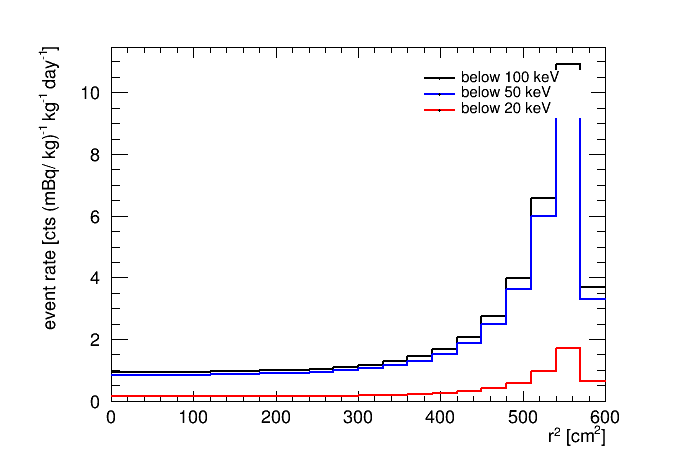 event rate [cts (mBq/ kg)⁻¹ kg⁻¹ day⁻¹]
below 100 keV
below 50 keV
below 20 keV
10
8
6
4
2
0
0 100 200 300 400 500 600
r² [cm²]